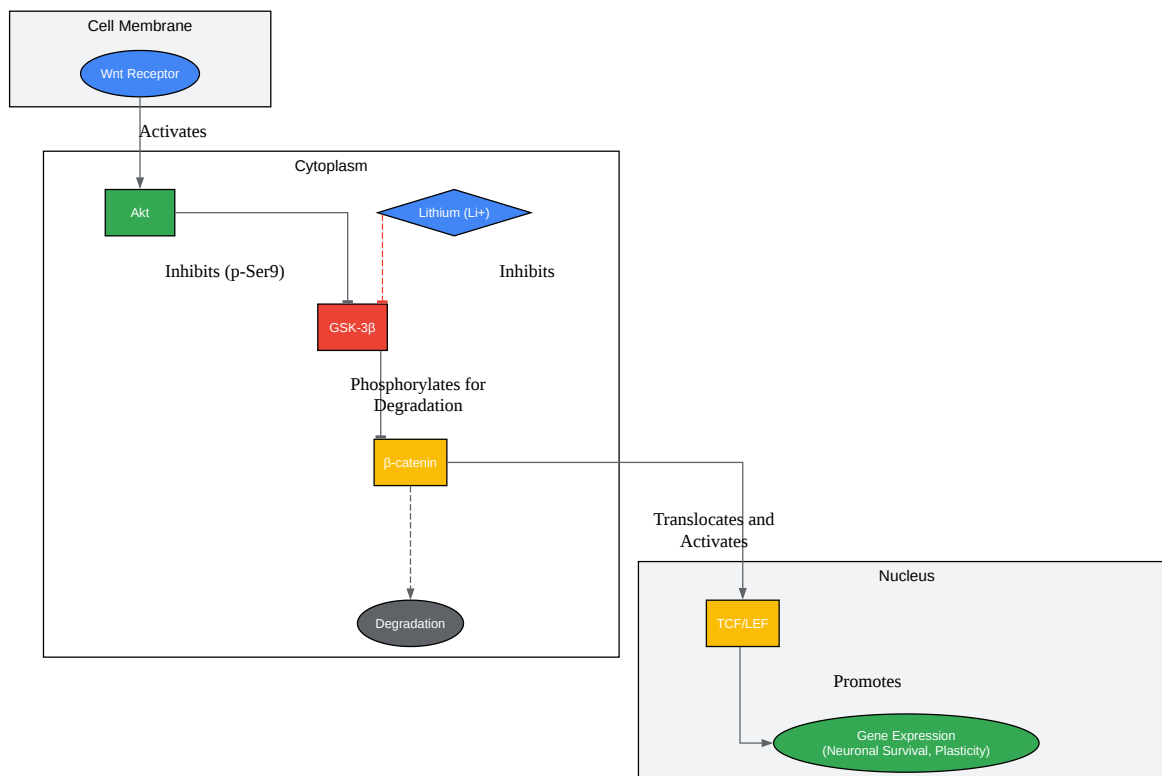 Cell Membrane
Wnt Receptor
Activates
Cytoplasm
Akt
Lithium (Li+)
Inhibits (p-Ser9)
Inhibits
GSK-3β
Phosphorylates for
Degradation
β-catenin
Translocates and
Activates
Nucleus
Degradation
TCF/LEF
Promotes
Gene Expression
(Neuronal Survival, Plasticity)